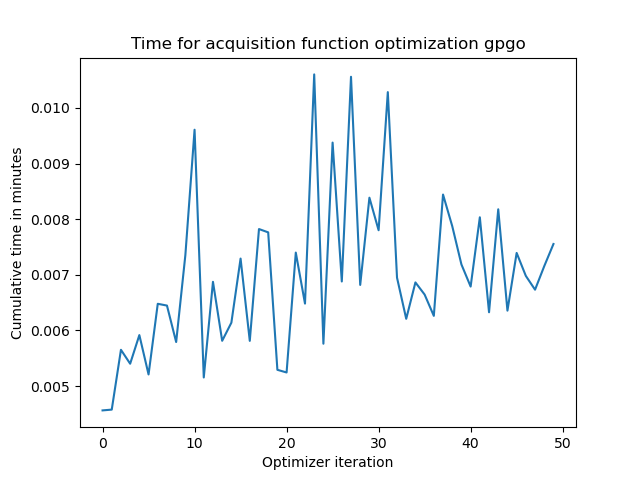 Time for acquisition function optimization gpgo
Cumulative time in minutes
0.010
0.009
0.008
0.007
0.006
0.005
0 10 20 30 40 50
Optimizer iteration